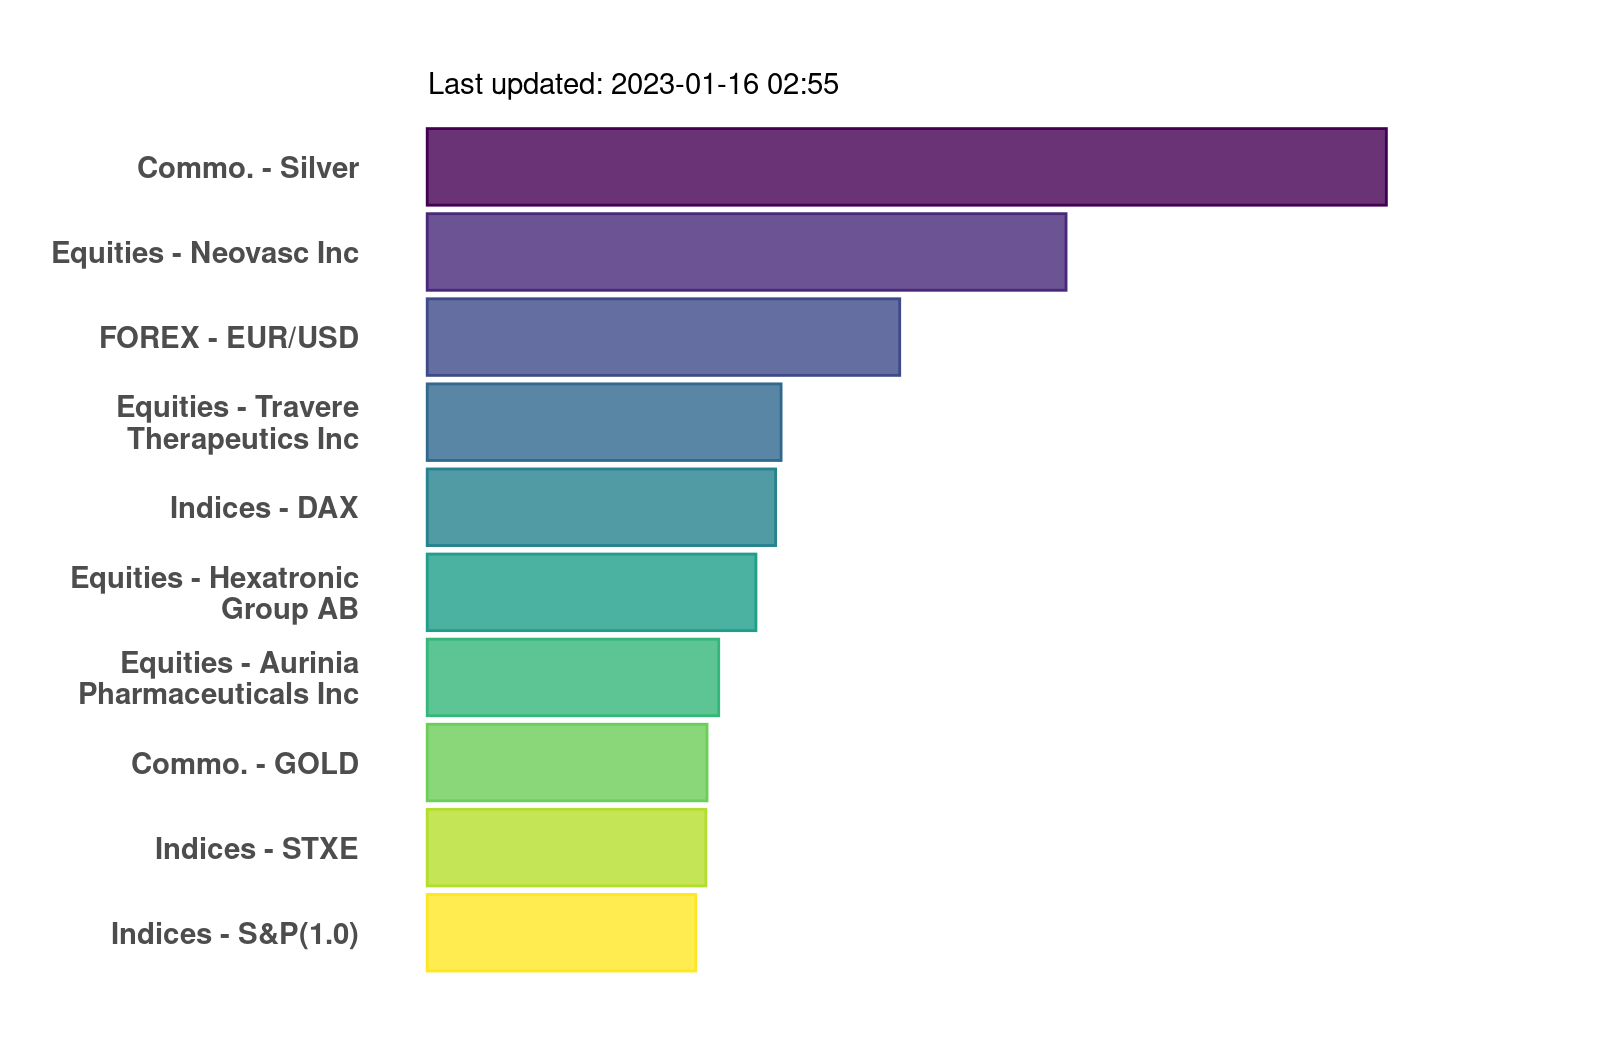 Last updated: 2023-01-16 02:55
Commo. - Silver
Equities - Neovasc Inc
FOREX - EUR/USD
Equities - Travere
Therapeutics Inc
Indices - DAX
Equities - Hexatronic
Group AB
Equities - Aurinia
Pharmaceuticals Inc
Commo. - GOLD
Indices - STXE
Indices - S&P(1.0)